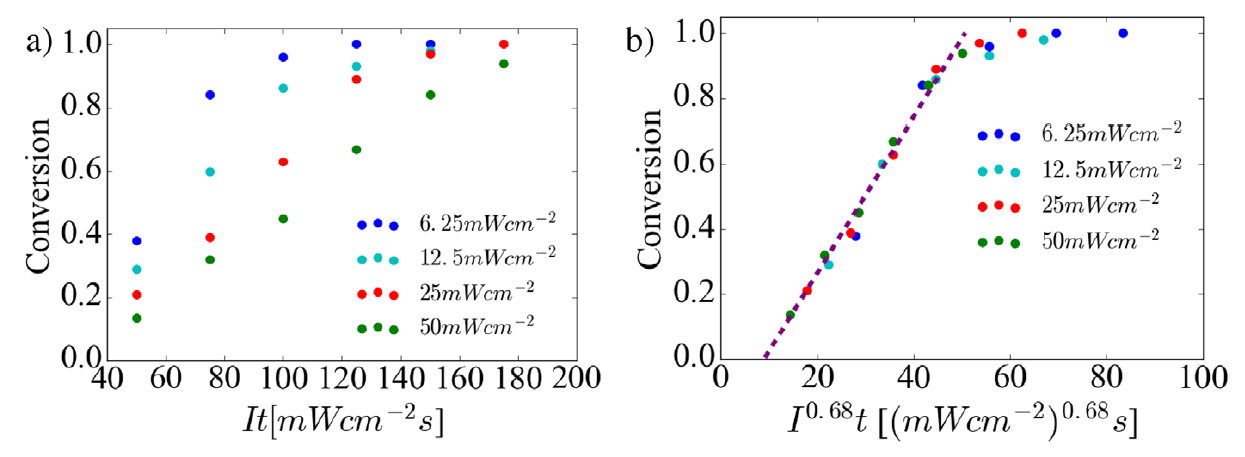 a)
Conversion
1.0
0.8
0.6
0.4
0.2
0.0
40 60 80 100 120 140 160 180 200
It[mWcm⁻²s]
6.25mWcm⁻²
12.5mWcm⁻²
25mWcm⁻²
50mWcm⁻²
b)
Conversion
1.0
0.8
0.6
0.4
0.2
0.0
0 20 40 60 80 100
I⁰·⁶⁸t [(mWcm⁻²)⁰·⁶⁸s]
6.25mWcm⁻²
12.5mWcm⁻²
25mWcm⁻²
50mWcm⁻²